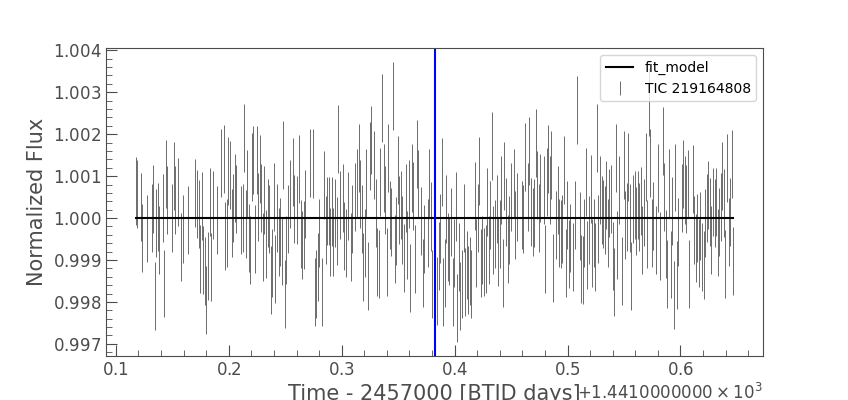 1.004
1.003
1.002
1.001
1.000
0.999
0.998
0.997
Normalized Flux
fit_model
TIC 219164808
0.1 0.2 0.3 0.4 0.5 0.6
Time - 2457000 [BTJD days]
+1.4410000000 × 10³